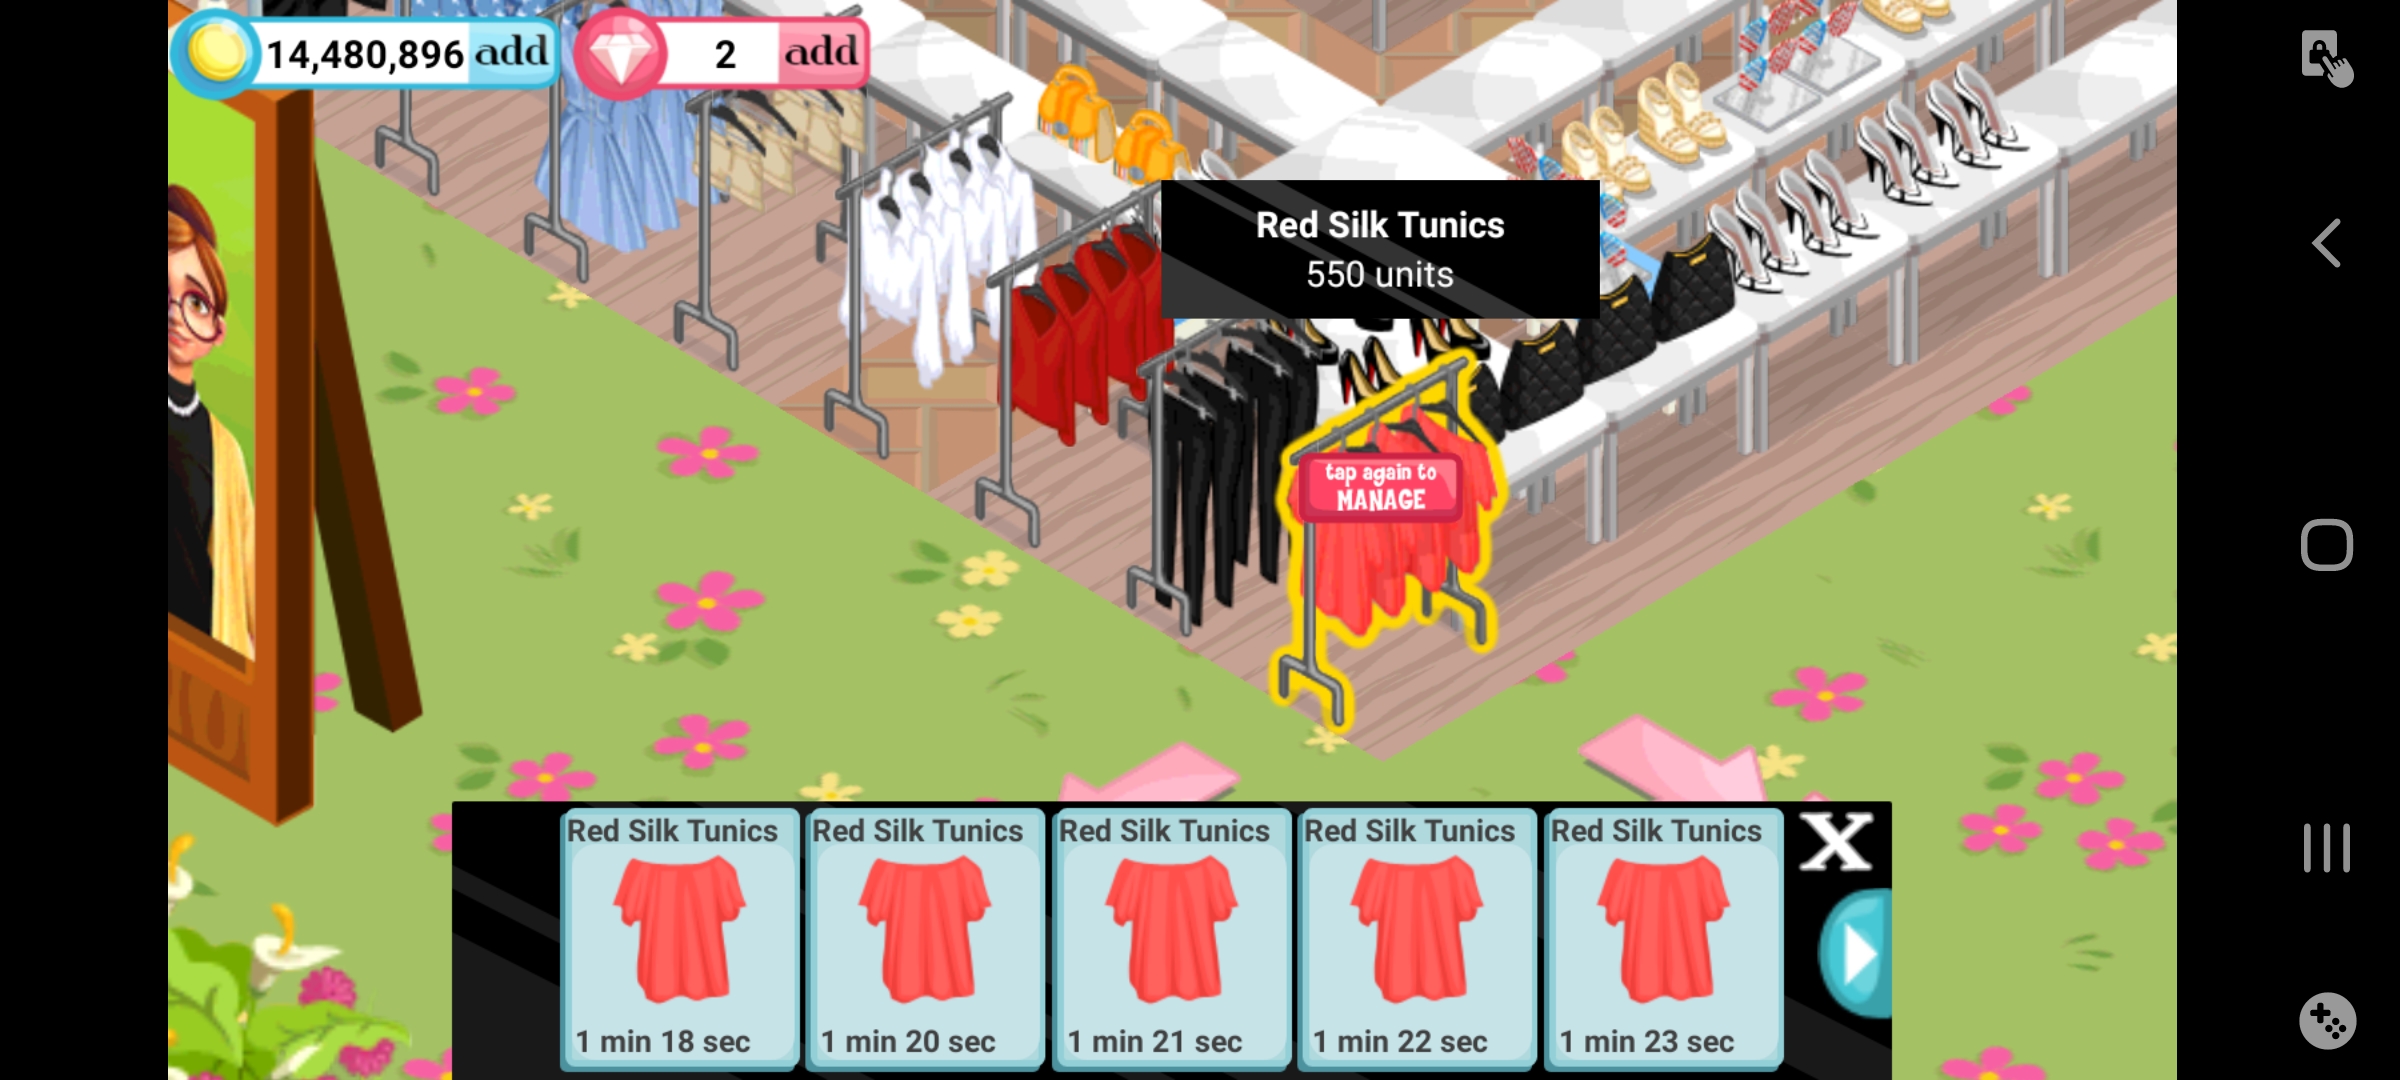 14,480,896 add
2 add
Red Silk Tunics
550 units
tap again to
MANAGE
Red Silk Tunics
1 min 18 sec
Red Silk Tunics
1 min 20 sec
Red Silk Tunics
1 min 21 sec
Red Silk Tunics
1 min 22 sec
Red Silk Tunics
1 min 23 sec
X